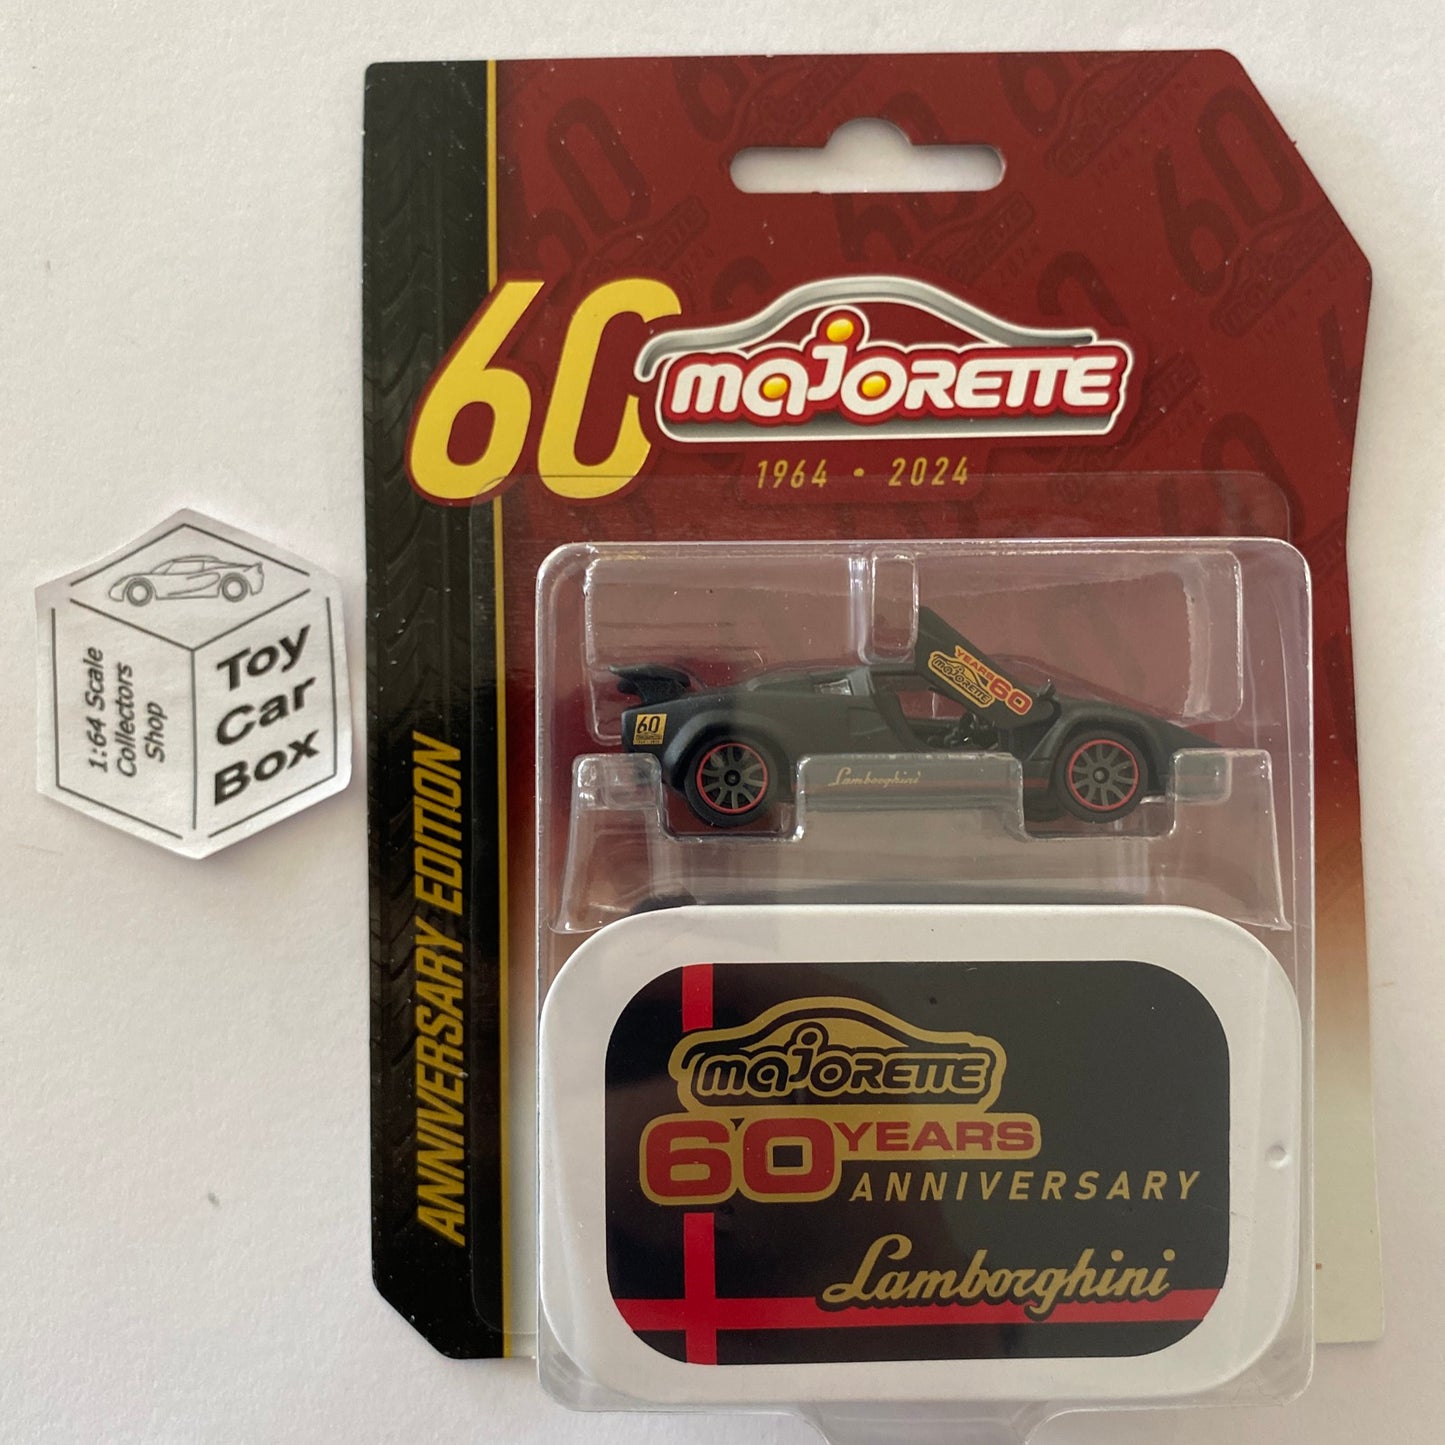 60 majORETTE
1964 • 2024
ANNIVERSARY EDITION
1:64 Scale
Collectors
Shop
Toy
Car
Box
YEARS
majORETTE 60
60
Lamborghini
majORETTE
60 YEARS
ANNIVERSARY
Lamborghini